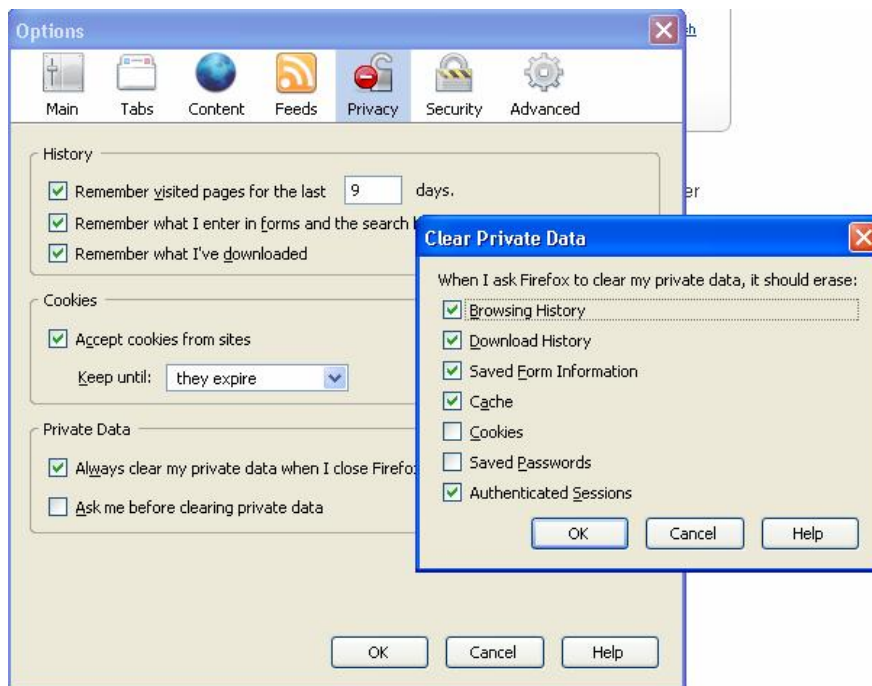 Options
Main Tabs Content Feeds Privacy Security Advanced
History
Remember visited pages for the last 9 days.
Remember what I enter in forms and the search
Remember what I've downloaded
Cookies
Accept cookies from sites
Keep until: they expire
Private Data
Always clear my private data when I close Firefo
Ask me before clearing private data
OK Cancel Help
Clear Private Data
When I ask Firefox to clear my private data, it should erase:
Browsing History
Download History
Saved Form Information
Cache
Cookies
Saved Passwords
Authenticated Sessions
OK Cancel Help